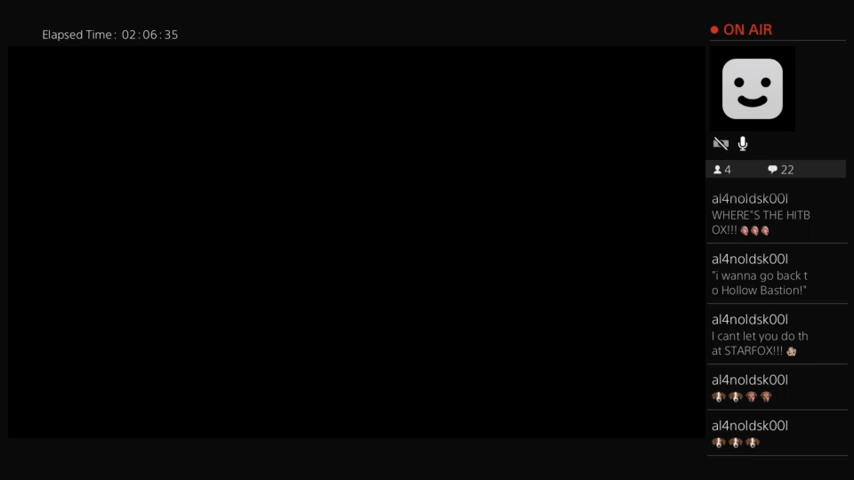 Elapsed Time: 02:06:35
ON AIR
4 22
al4noldsk00l
WHERE"S THE HITB
OX!!!
al4noldsk00l
"i wanna go back t
o Hollow Bastion!"
al4noldsk00l
I cant let you do th
at STARFOX!!!
al4noldsk00l
al4noldsk00l